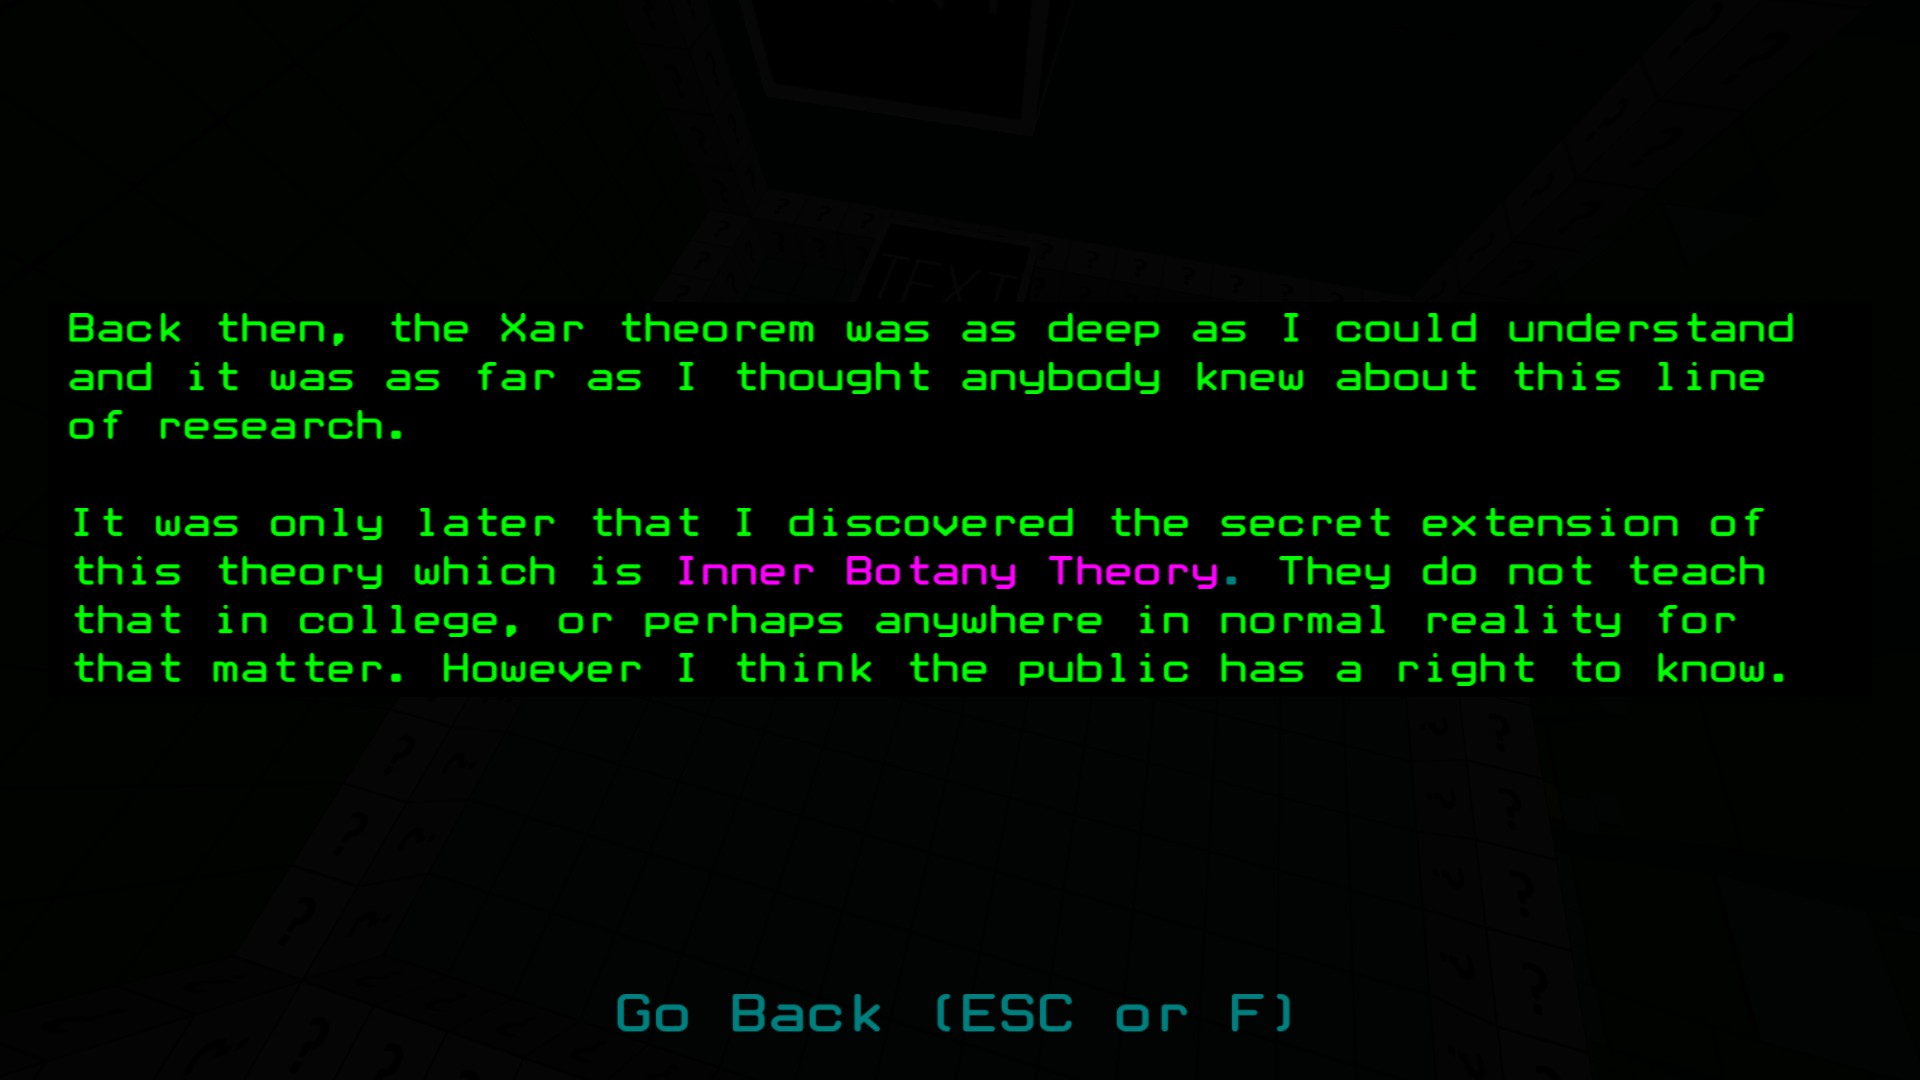 TEXT
Back then, the Xar theorem was as deep as I could understand
and it was as far as I thought anybody knew about this line
of research.
It was only later that I discovered the secret extension of
this theory which is Inner Botany Theory. They do not teach
that in college, or perhaps anywhere in normal reality for
that matter. However I think the public has a right to know.
Go Back (ESC or F)